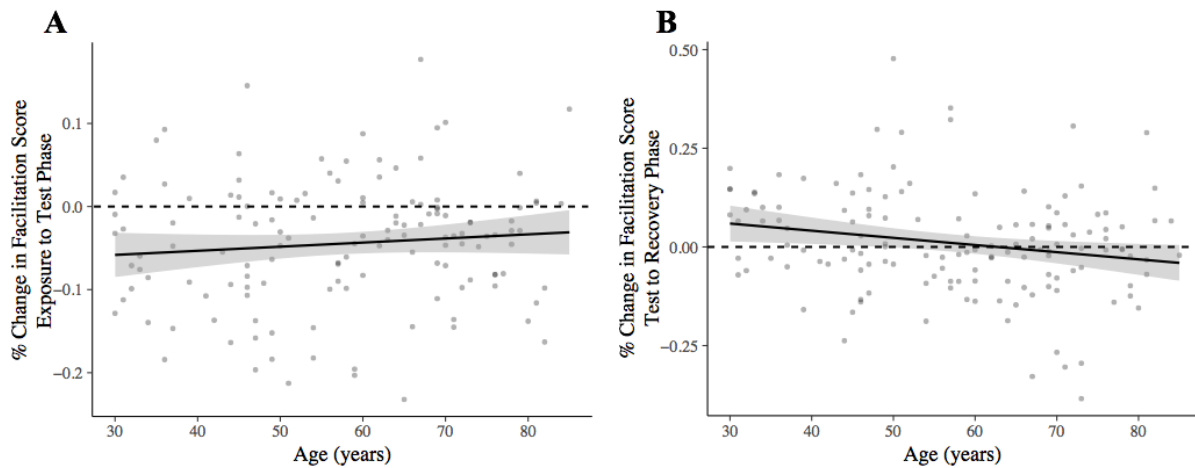 A
% Change in Facilitation Score
Exposure to Test Phase
0.1
0.0
−0.1
−0.2
30 40 50 60 70 80
Age (years)
B
% Change in Facilitation Score
Test to Recovery Phase
0.50
0.25
0.00
−0.25
30 40 50 60 70 80
Age (years)